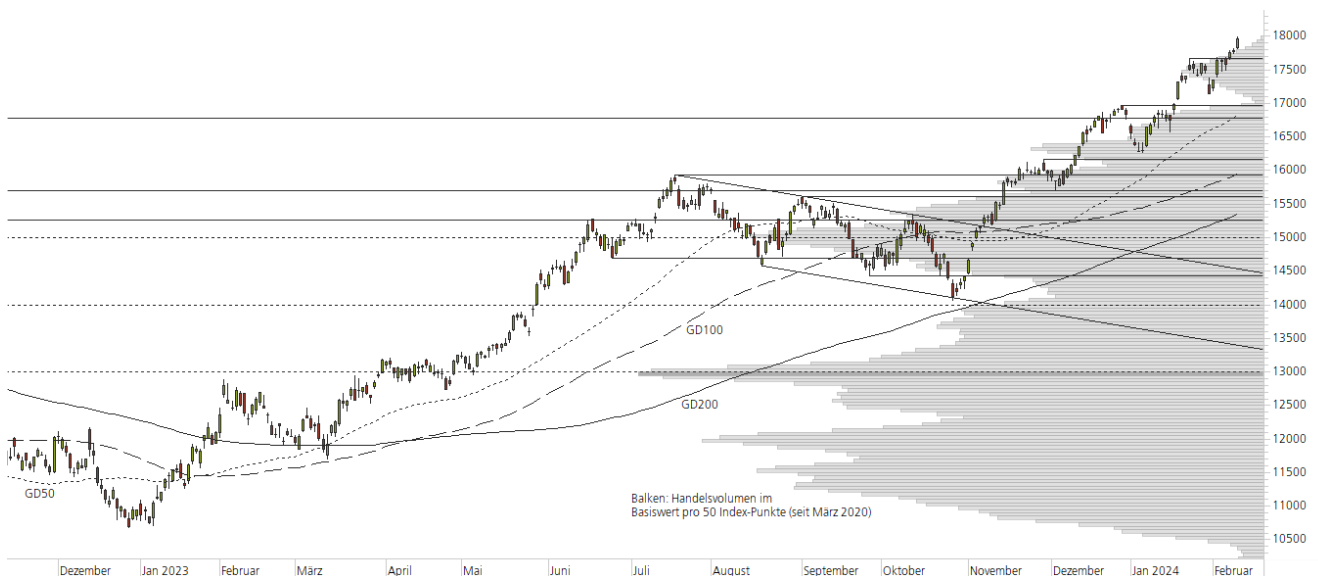 18000
17500
17000
16500
16000
15500
15000
14500
14000
13500
13000
12500
12000
11500
11000
10500
GD100
GD200
GD50
Balken: Handelsvolumen im
Basiswert pro 50 Index-Punkte (seit März 2020)
Dezember
Jan 2023
Februar
März
April
Mai
Juni
Juli
August
September
Oktober
November
Dezember
Jan 2024
Februar